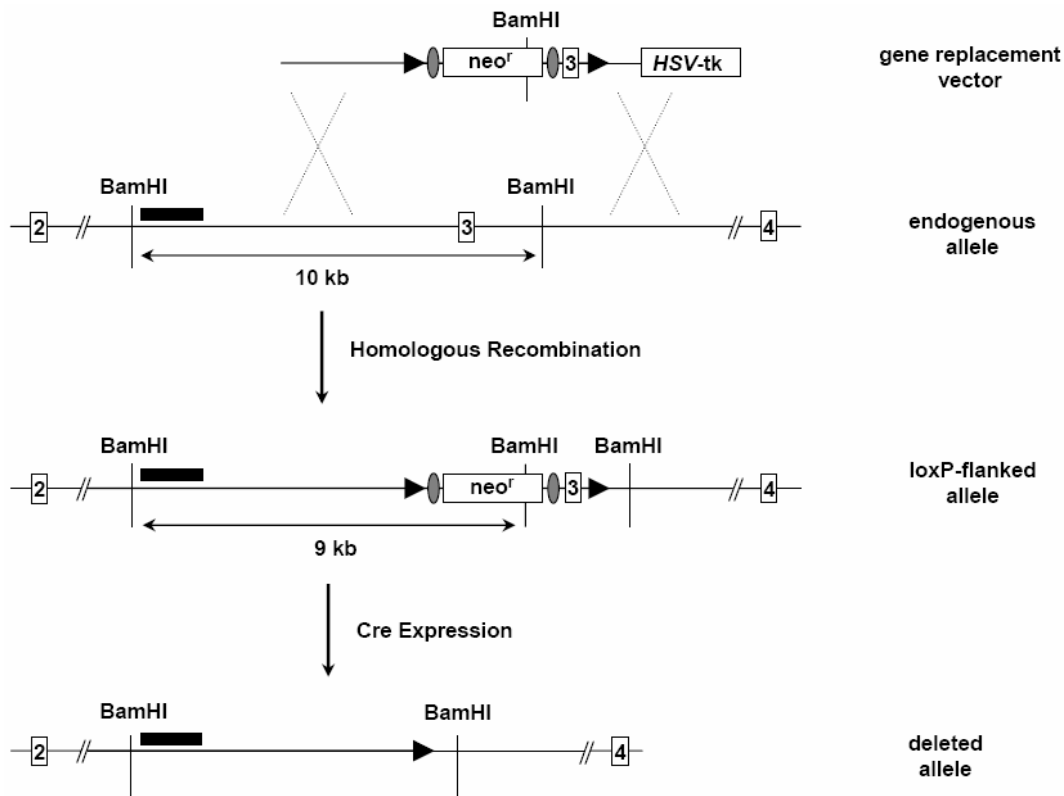 BamHI
neoʳ
3
HSV-tk
gene replacement
vector
BamHI
BamHI
2
3
4
endogenous
allele
10 kb
Homologous Recombination
BamHI
BamHI
BamHI
2
neoʳ
3
4
loxP-flanked
allele
9 kb
Cre Expression
BamHI
BamHI
2
4
deleted
allele